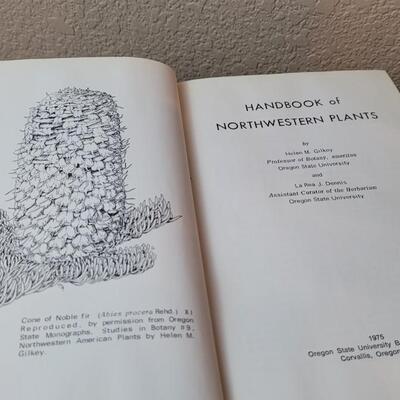 Cone of Noble fir (Abies procera Rehd.) X1
Reproduced, by permission from Oregon
State Monographs, Studies in Botany #9,
Northwestern American Plants by Helen M.
Gilkey.
HANDBOOK of
NORTHWESTERN PLANTS
by
Helen M. Gilkey
Professor of Botany, emeritus
Oregon State University
and
La Rea J. Dennis
Assistant Curator of the Herbarium
Oregon State University
1975
Oregon State University B
Corvallis, Oregon